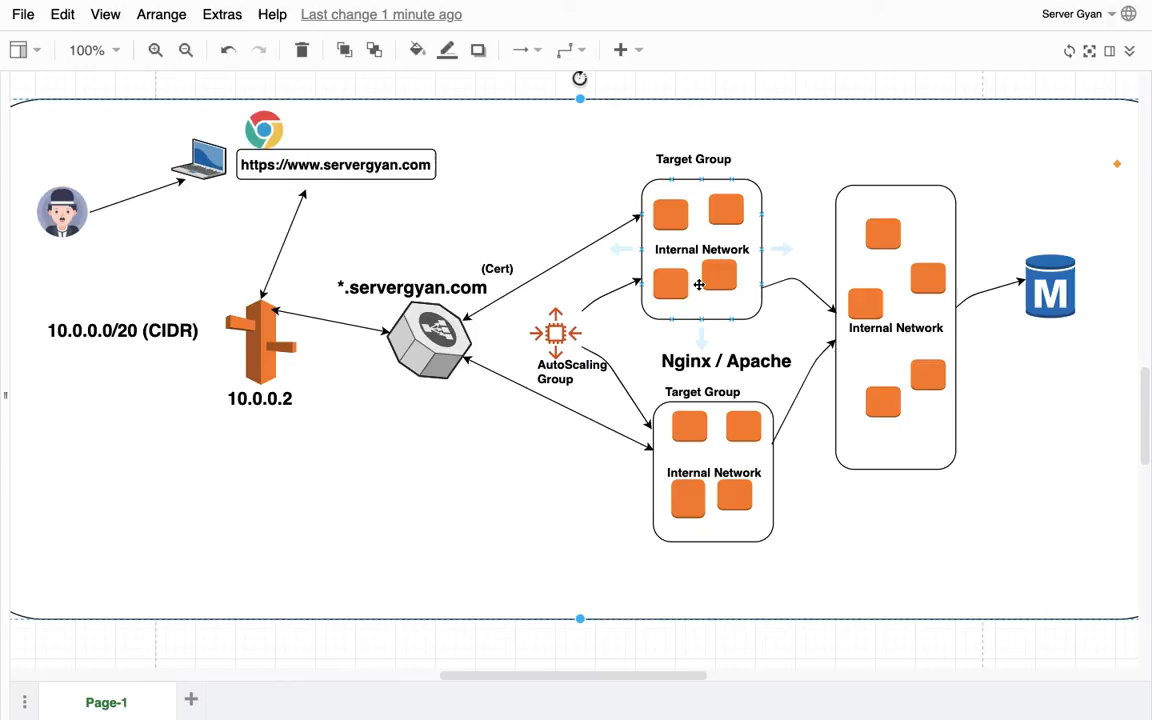 File Edit View Arrange Extras Help Last change 1 minute ago
Server Gyan
100%
https://www.servergyan.com
Target Group
Internal Network
(Cert)
*.servergyan.com
10.0.0.0/20 (CIDR)
10.0.0.2
AutoScaling
Group
Nginx / Apache
Target Group
Internal Network
Internal Network
M
Page-1